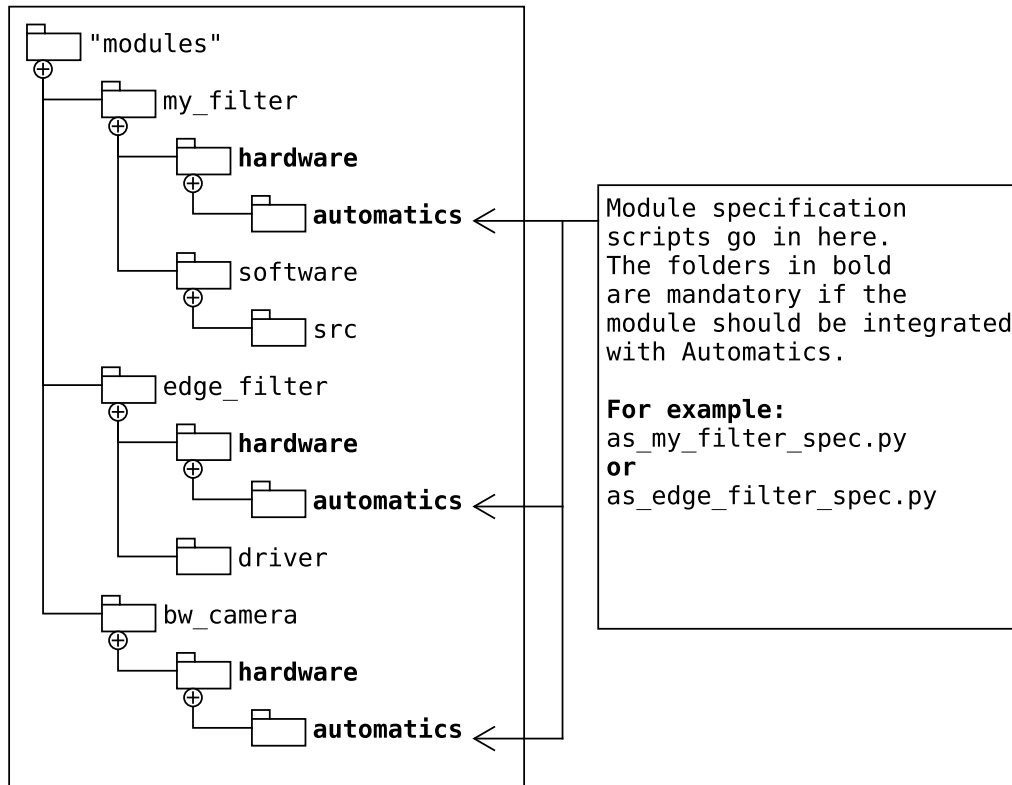 "modules"
my_filter
hardware
automatics
software
src
edge_filter
hardware
automatics
driver
bw_camera
hardware
automatics
Module specification
scripts go in here.
The folders in bold
are mandatory if the
module should be integrated
with Automatics.
For example:
as_my_filter_spec.py
or
as_edge_filter_spec.py